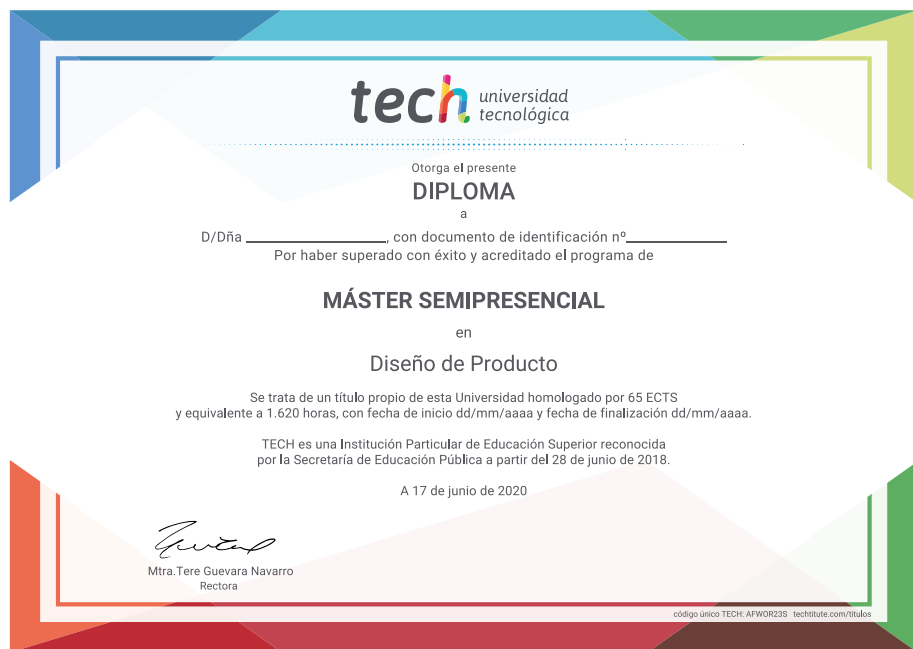 tech universidad
tecnológica
Otorga el presente
DIPLOMA
a
D/Dña ________________, con documento de identificación nº____________
Por haber superado con éxito y acreditado el programa de
MÁSTER SEMIPRESENCIAL
en
Diseño de Producto
Se trata de un título propio de esta Universidad homologado por 65 ECTS
y equivalente a 1.620 horas, con fecha de inicio dd/mm/aaaa y fecha de finalización dd/mm/aaaa.
TECH es una Institución Particular de Educación Superior reconocida
por la Secretaría de Educación Pública a partir del 28 de junio de 2018.
A 17 de junio de 2020
Mtra.Tere Guevara Navarro
Rectora
código único TECH: AFWOR23S techtitute.com/titulos